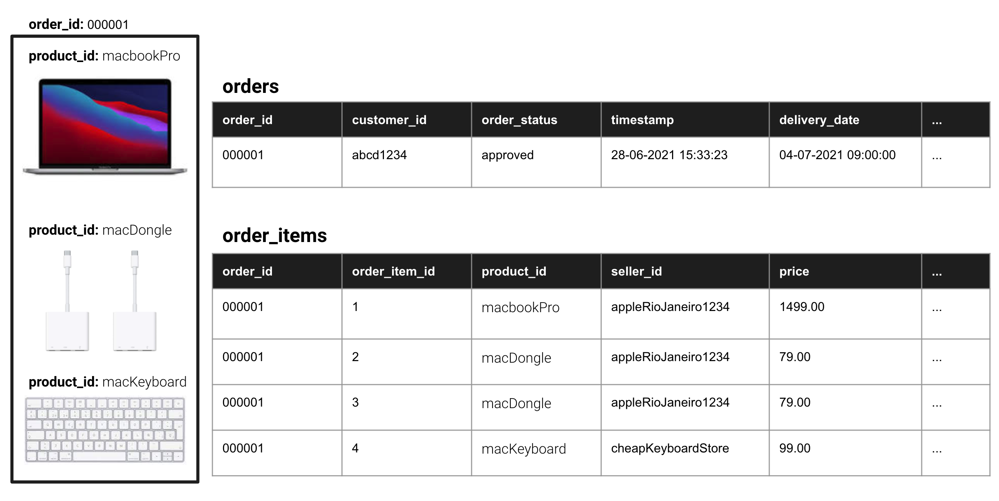 order_id: 000001
product_id: macbookPro
product_id: macDongle
product_id: macKeyboard
orders
order_id customer_id order_status timestamp delivery_date ...
000001 abcd1234 approved 28-06-2021 15:33:23 04-07-2021 09:00:00 ...
order_items
order_id order_item_id product_id seller_id price ...
000001 1 macbookPro appleRioJaneiro1234 1499.00 ...
000001 2 macDongle appleRioJaneiro1234 79.00 ...
000001 3 macDongle appleRioJaneiro1234 79.00 ...
000001 4 macKeyboard cheapKeyboardStore 99.00 ...